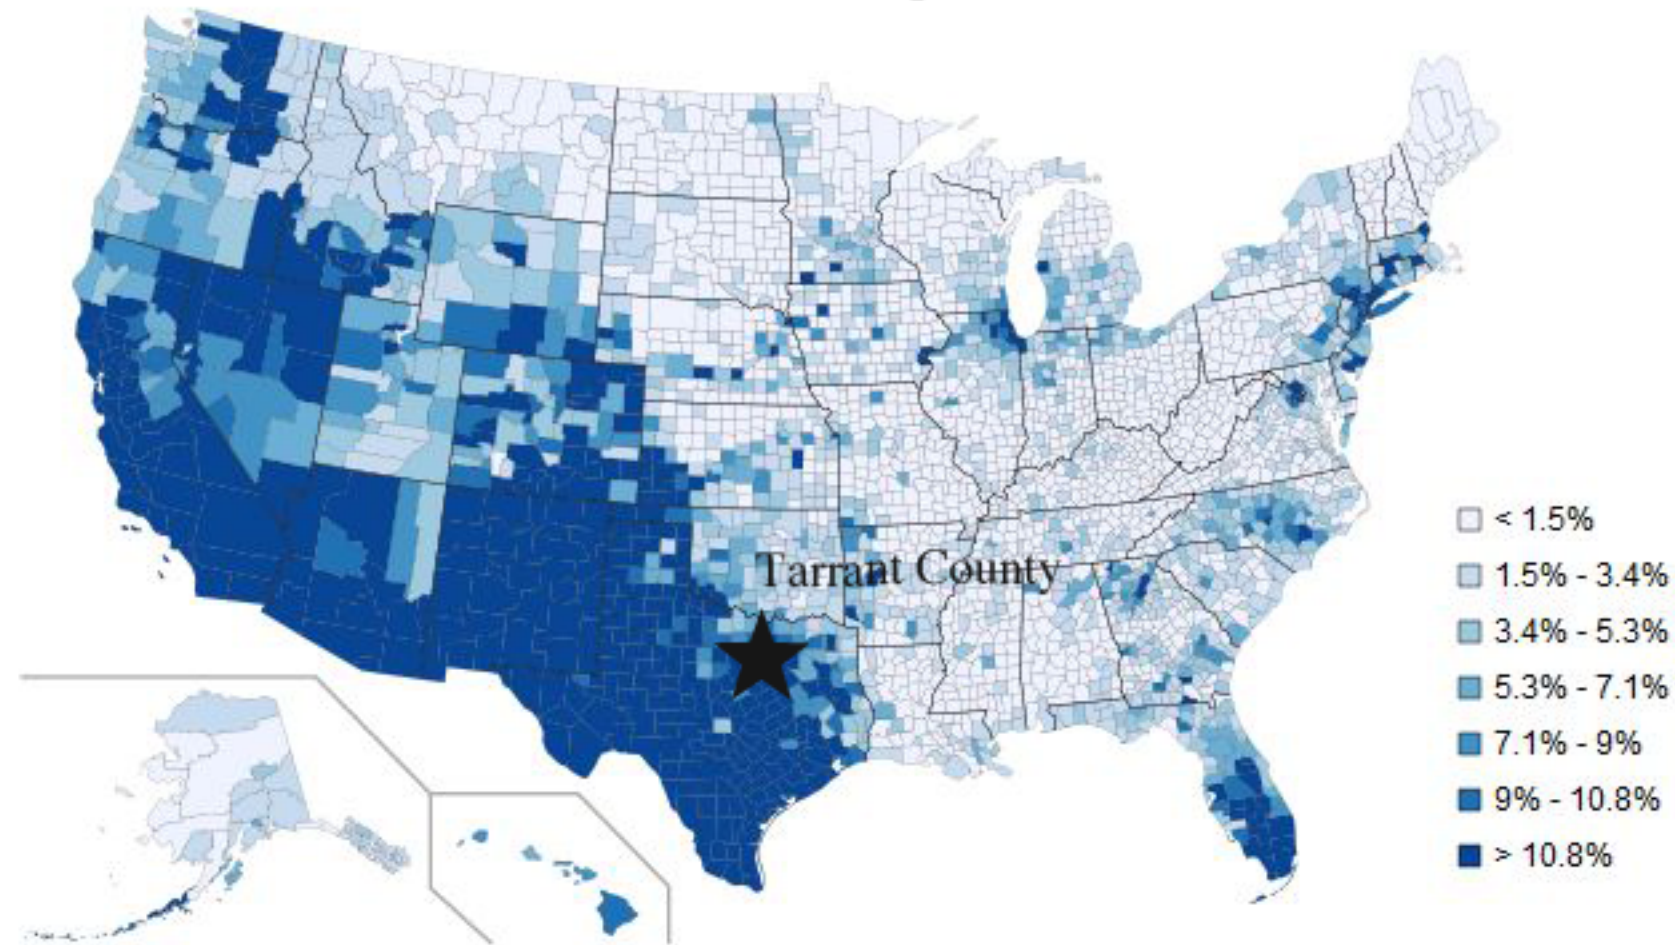 Tarrant County
< 1.5%
1.5% - 3.4%
3.4% - 5.3%
5.3% - 7.1%
7.1% - 9%
9% - 10.8%
> 10.8%